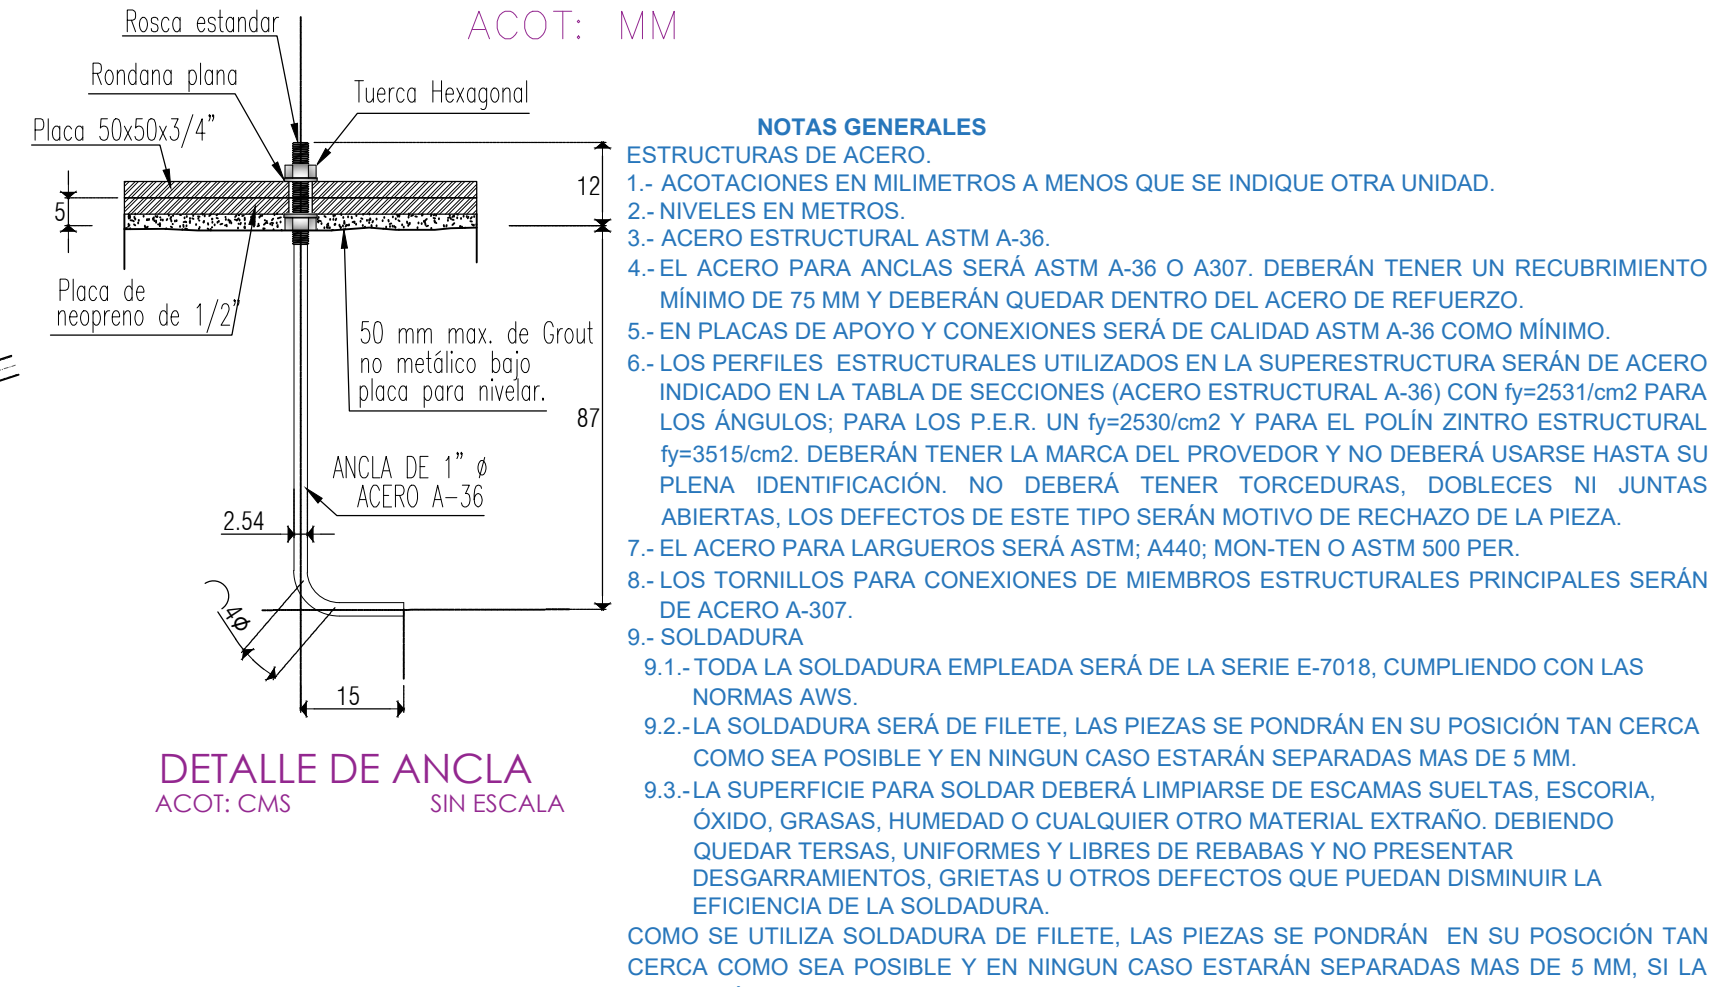 ACOT: MM
Rosca estandar
Rondana plana
Tuerca Hexagonal
Placa 50x50x3/4”
12
5
Placa de
neopreno de 1/2”
50 mm max. de Grout
no metálico bajo
placa para nivelar.
87
ANCLA DE 1” ø
ACERO A-36
2.54
4ø
15
DETALLE DE ANCLA
ACOT: CMS SIN ESCALA
NOTAS GENERALES
ESTRUCTURAS DE ACERO.
1.- ACOTACIONES EN MILIMETROS A MENOS QUE SE INDIQUE OTRA UNIDAD.
2.- NIVELES EN METROS.
3.- ACERO ESTRUCTURAL ASTM A-36.
4.- EL ACERO PARA ANCLAS SERÁ ASTM A-36 O A307. DEBERÁN TENER UN RECUBRIMIENTO
MÍNIMO DE 75 MM Y DEBERÁN QUEDAR DENTRO DEL ACERO DE REFUERZO.
5.- EN PLACAS DE APOYO Y CONEXIONES SERÁ DE CALIDAD ASTM A-36 COMO MÍNIMO.
6.- LOS PERFILES ESTRUCTURALES UTILIZADOS EN LA SUPERESTRUCTURA SERÁN DE ACERO
INDICADO EN LA TABLA DE SECCIONES (ACERO ESTRUCTURAL A-36) CON fy=2531/cm2 PARA
LOS ÁNGULOS; PARA LOS P.E.R. UN fy=2530/cm2 Y PARA EL POLÍN ZINTRO ESTRUCTURAL
fy=3515/cm2. DEBERÁN TENER LA MARCA DEL PROVEDOR Y NO DEBERÁ USARSE HASTA SU
PLENA IDENTIFICACIÓN. NO DEBERÁ TENER TORCEDURAS, DOBLECES NI JUNTAS
ABIERTAS, LOS DEFECTOS DE ESTE TIPO SERÁN MOTIVO DE RECHAZO DE LA PIEZA.
7.- EL ACERO PARA LARGUEROS SERÁ ASTM; A440; MON-TEN O ASTM 500 PER.
8.- LOS TORNILLOS PARA CONEXIONES DE MIEMBROS ESTRUCTURALES PRINCIPALES SERÁN
DE ACERO A-307.
9.- SOLDADURA
9.1.- TODA LA SOLDADURA EMPLEADA SERÁ DE LA SERIE E-7018, CUMPLIENDO CON LAS
NORMAS AWS.
9.2.- LA SOLDADURA SERÁ DE FILETE, LAS PIEZAS SE PONDRÁN EN SU POSICIÓN TAN CERCA
COMO SEA POSIBLE Y EN NINGUN CASO ESTARÁN SEPARADAS MAS DE 5 MM.
9.3.- LA SUPERFICIE PARA SOLDAR DEBERÁ LIMPIARSE DE ESCAMAS SUELTAS, ESCORIA,
ÓXIDO, GRASAS, HUMEDAD O CUALQUIER OTRO MATERIAL EXTRAÑO. DEBIENDO
QUEDAR TERSAS, UNIFORMES Y LIBRES DE REBABAS Y NO PRESENTAR
DESGARRAMIENTOS, GRIETAS U OTROS DEFECTOS QUE PUEDAN DISMINUIR LA
EFICIENCIA DE LA SOLDADURA.
COMO SE UTILIZA SOLDADURA DE FILETE, LAS PIEZAS SE PONDRÁN EN SU POSOCIÓN TAN
CERCA COMO SEA POSIBLE Y EN NINGUN CASO ESTARÁN SEPARADAS MAS DE 5 MM, SI LA